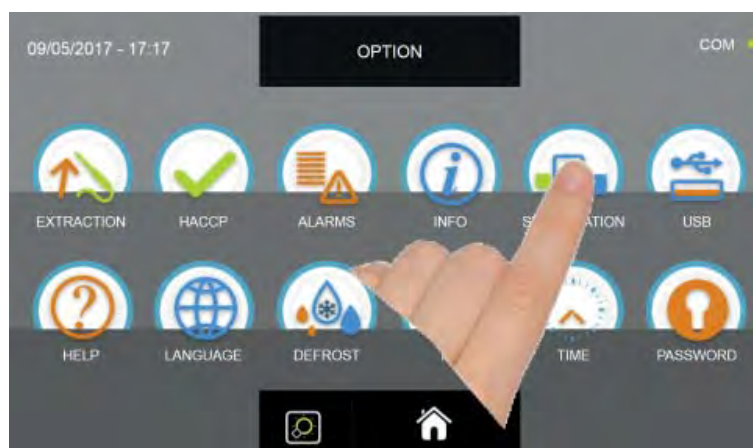 09/05/2017 - 17:17
OPTION
COM
EXTRACTION
HACCP
ALARMS
INFO
USB
HELP
LANGUAGE
DEFROST
TIME
PASSWORD